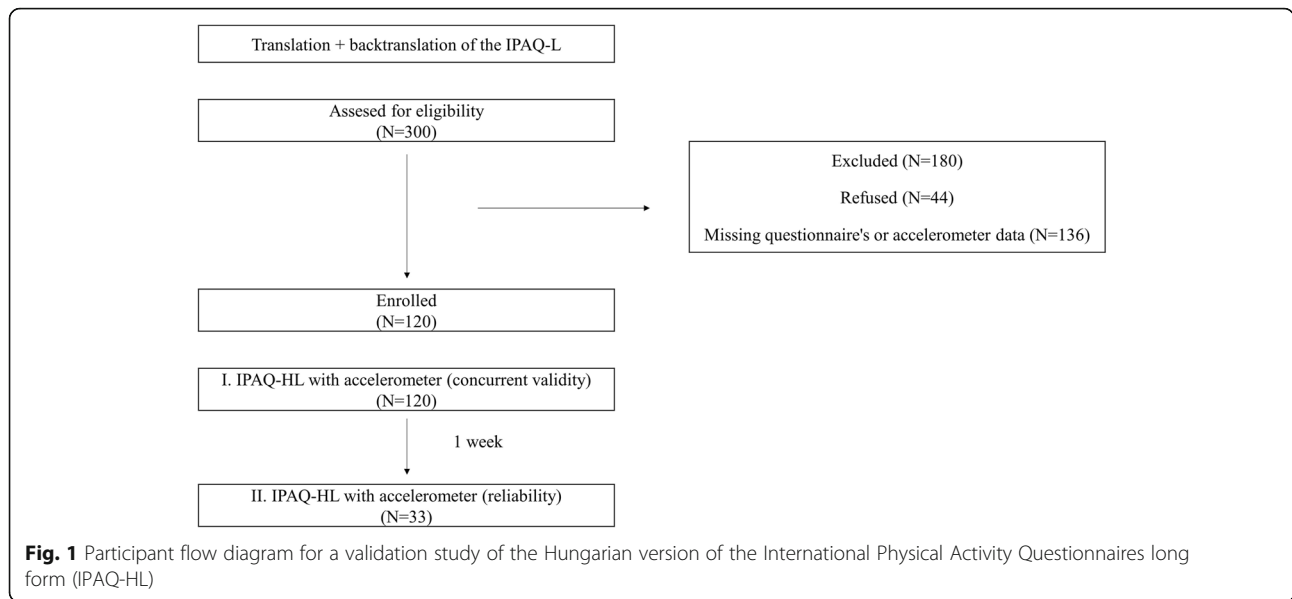 Translation + backtranslation of the IPAQ-L
Assesed for eligibility
(N=300)
Excluded (N=180)
Refused (N=44)
Missing questionnaire's or accelerometer data (N=136)
Enrolled
(N=120)
I. IPAQ-HL with accelerometer (concurrent validity)
(N=120)
1 week
II. IPAQ-HL with accelerometer (reliability)
(N=33)
Fig. 1 Participant flow diagram for a validation study of the Hungarian version of the International Physical Activity Questionnaires long
form (IPAQ-HL)